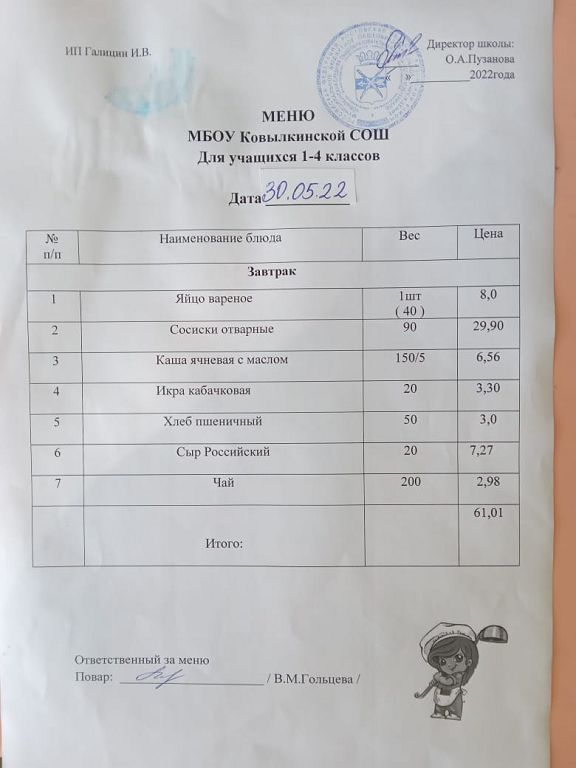 ИП Галицин И.В.
Директор школы:
О.А.Пузанова
«   » 2022года
МЕНЮ
МБОУ Ковылкинской СОШ
Для учащихся 1-4 классов
Дата 30.05.22
№ п/п Наименование блюда Вес Цена
Завтрак
1 Яйцо вареное 1шт ( 40 ) 8,0
2 Сосиски отварные 90 29,90
3 Каша ячневая с маслом 150/5 6,56
4 Икра кабачковая 20 3,30
5 Хлеб пшеничный 50 3,0
6 Сыр Российский 20 7,27
7 Чай 200 2,98
61,01
Итого:
Ответственный за меню
Повар: / В.М.Гольцева /